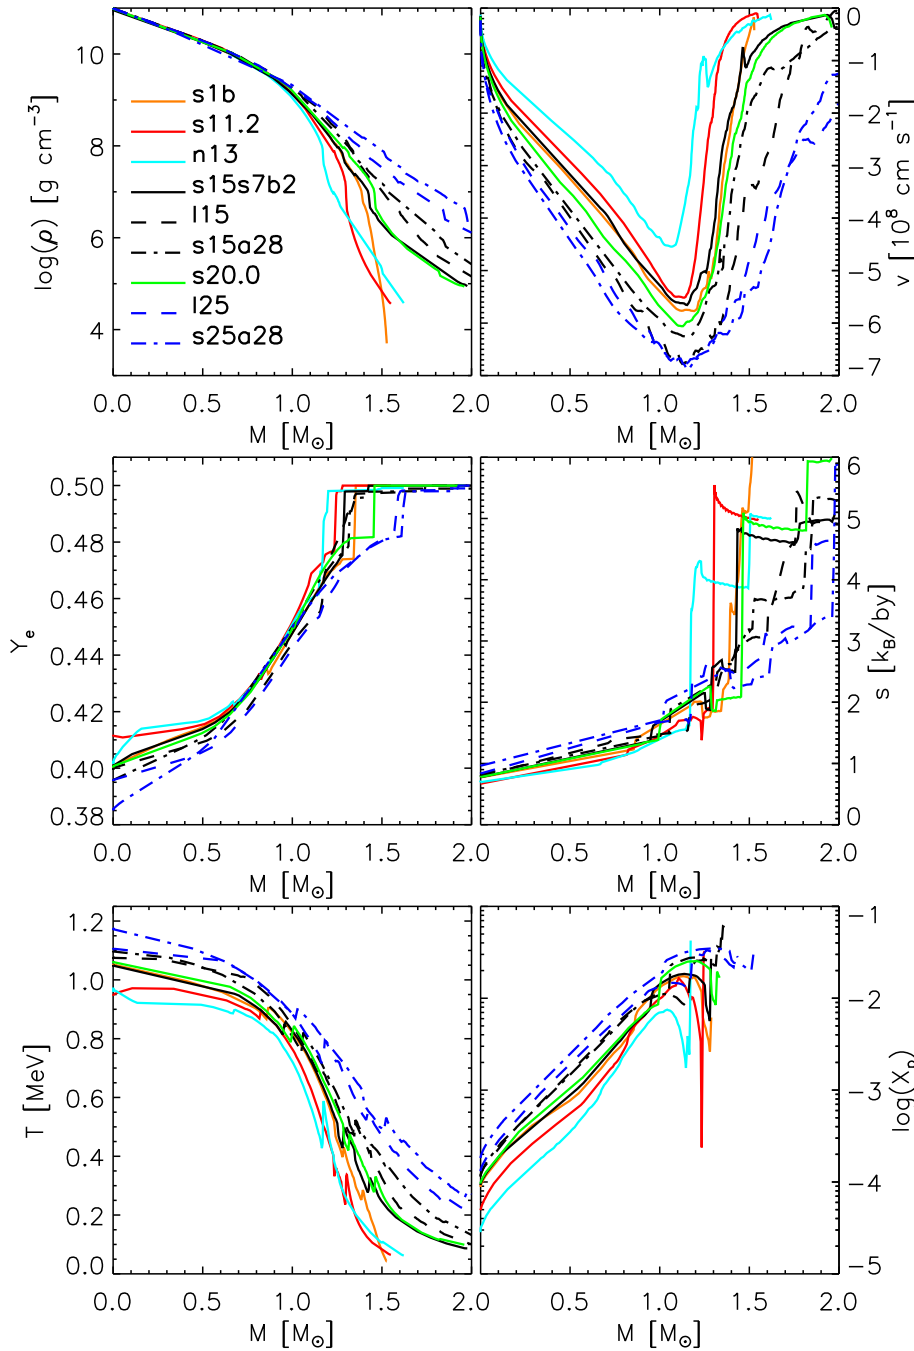 log(ρ) [g cm⁻³]
10
8
6
4
s1b
s11.2
n13
s15s7b2
l15
s15a28
s20.0
l25
s25a28
0.0 0.5 1.0 1.5 2.0
M [M☉]
0
−1
−2
−3
−4
−5
−6
−7
v [10⁸ cm s⁻¹]
0.0 0.5 1.0 1.5 2.0
M [M☉]
Yₑ
0.50
0.48
0.46
0.44
0.42
0.40
0.38
0.0 0.5 1.0 1.5 2.0
M [M☉]
6
5
4
3
2
1
0
s [k_B/by]
0.0 0.5 1.0 1.5 2.0
M [M☉]
T [MeV]
1.2
1.0
0.8
0.6
0.4
0.2
0.0
0.0 0.5 1.0 1.5 2.0
M [M☉]
−1
−2
−3
−4
−5
log(Xₚ)
0.0 0.5 1.0 1.5 2.0
M [M☉]